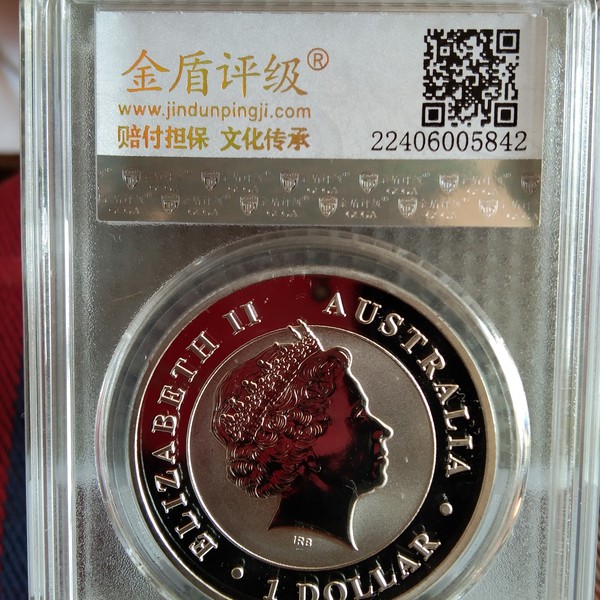 金盾评级®
www.jindunpingji.com
赔付担保 文化传承
22406005842
ELIZABETH II AUSTRALIA
IRB
• 1 DOLLAR •